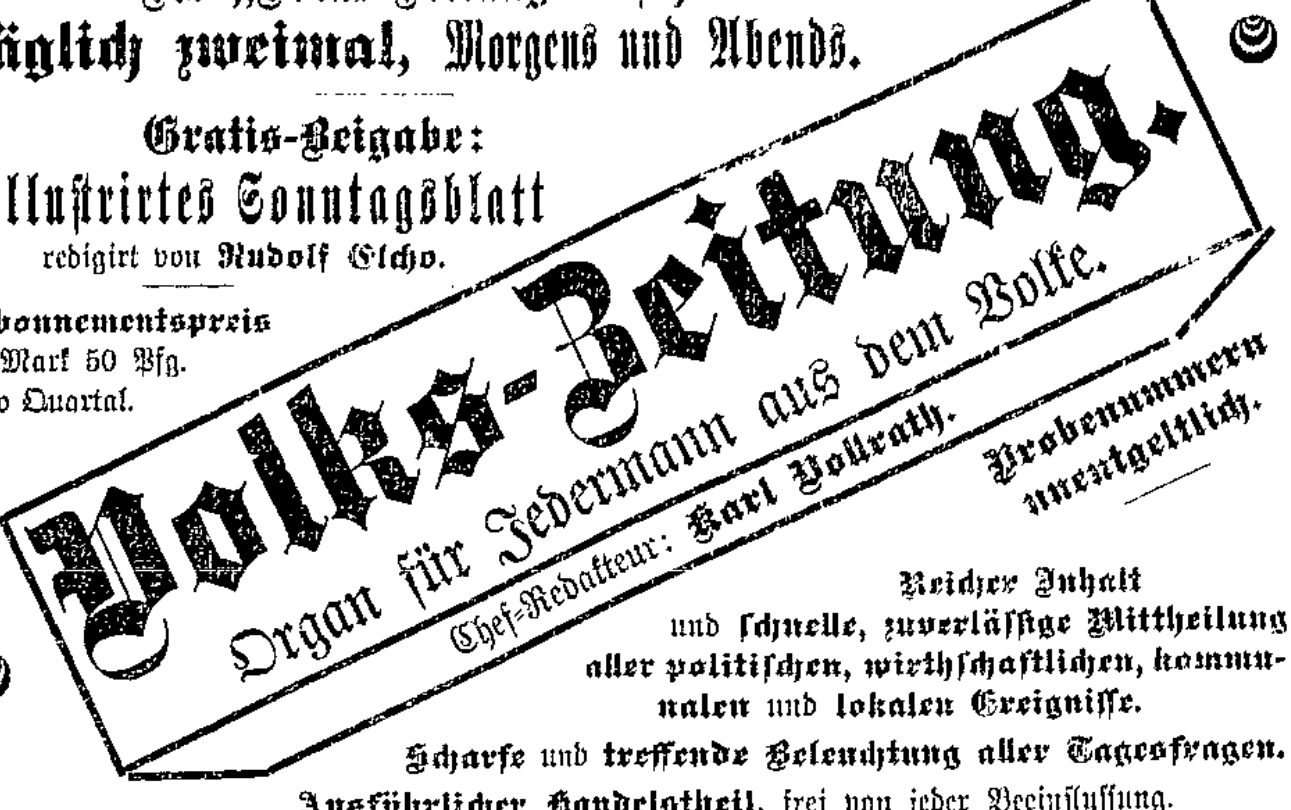 täglich zweimal, Morgens und Abends.
Gratis-Beigabe:
Illustrirtes Sonntagsblatt
redigirt von Rudolf Elcho.
Abonnementspreis
Mark 50 Pfg.
Quartal.
Volks-Zeitung.
Organ für Jedermann aus dem Volke.
Chef-Redakteur: Karl Vollrath.
Probenummern
unentgeltlich.
Reicher Inhalt
und schnelle, zuverlässige Mittheilung
aller politischen, wirthschaftlichen, kommu-
nalen und lokalen Ereignisse.
Scharfe und treffende Beleuchtung aller Tagesfragen.
Ausführlicher Handelstheil, frei von jeder Beeinflussung.